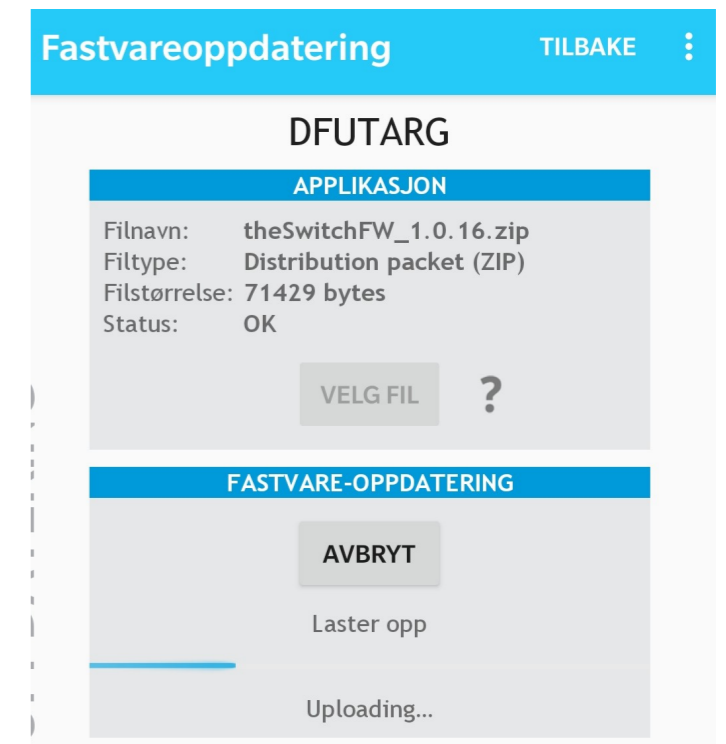 Fastvareoppdatering TILBAKE
DFUTARG
APPLIKASJON
Filnavn: theSwitchFW_1.0.16.zip
Filtype: Distribution packet (ZIP)
Filstørrelse: 71429 bytes
Status: OK
VELG FIL ?
FASTVARE-OPPDATERING
AVBRYT
Laster opp
Uploading...